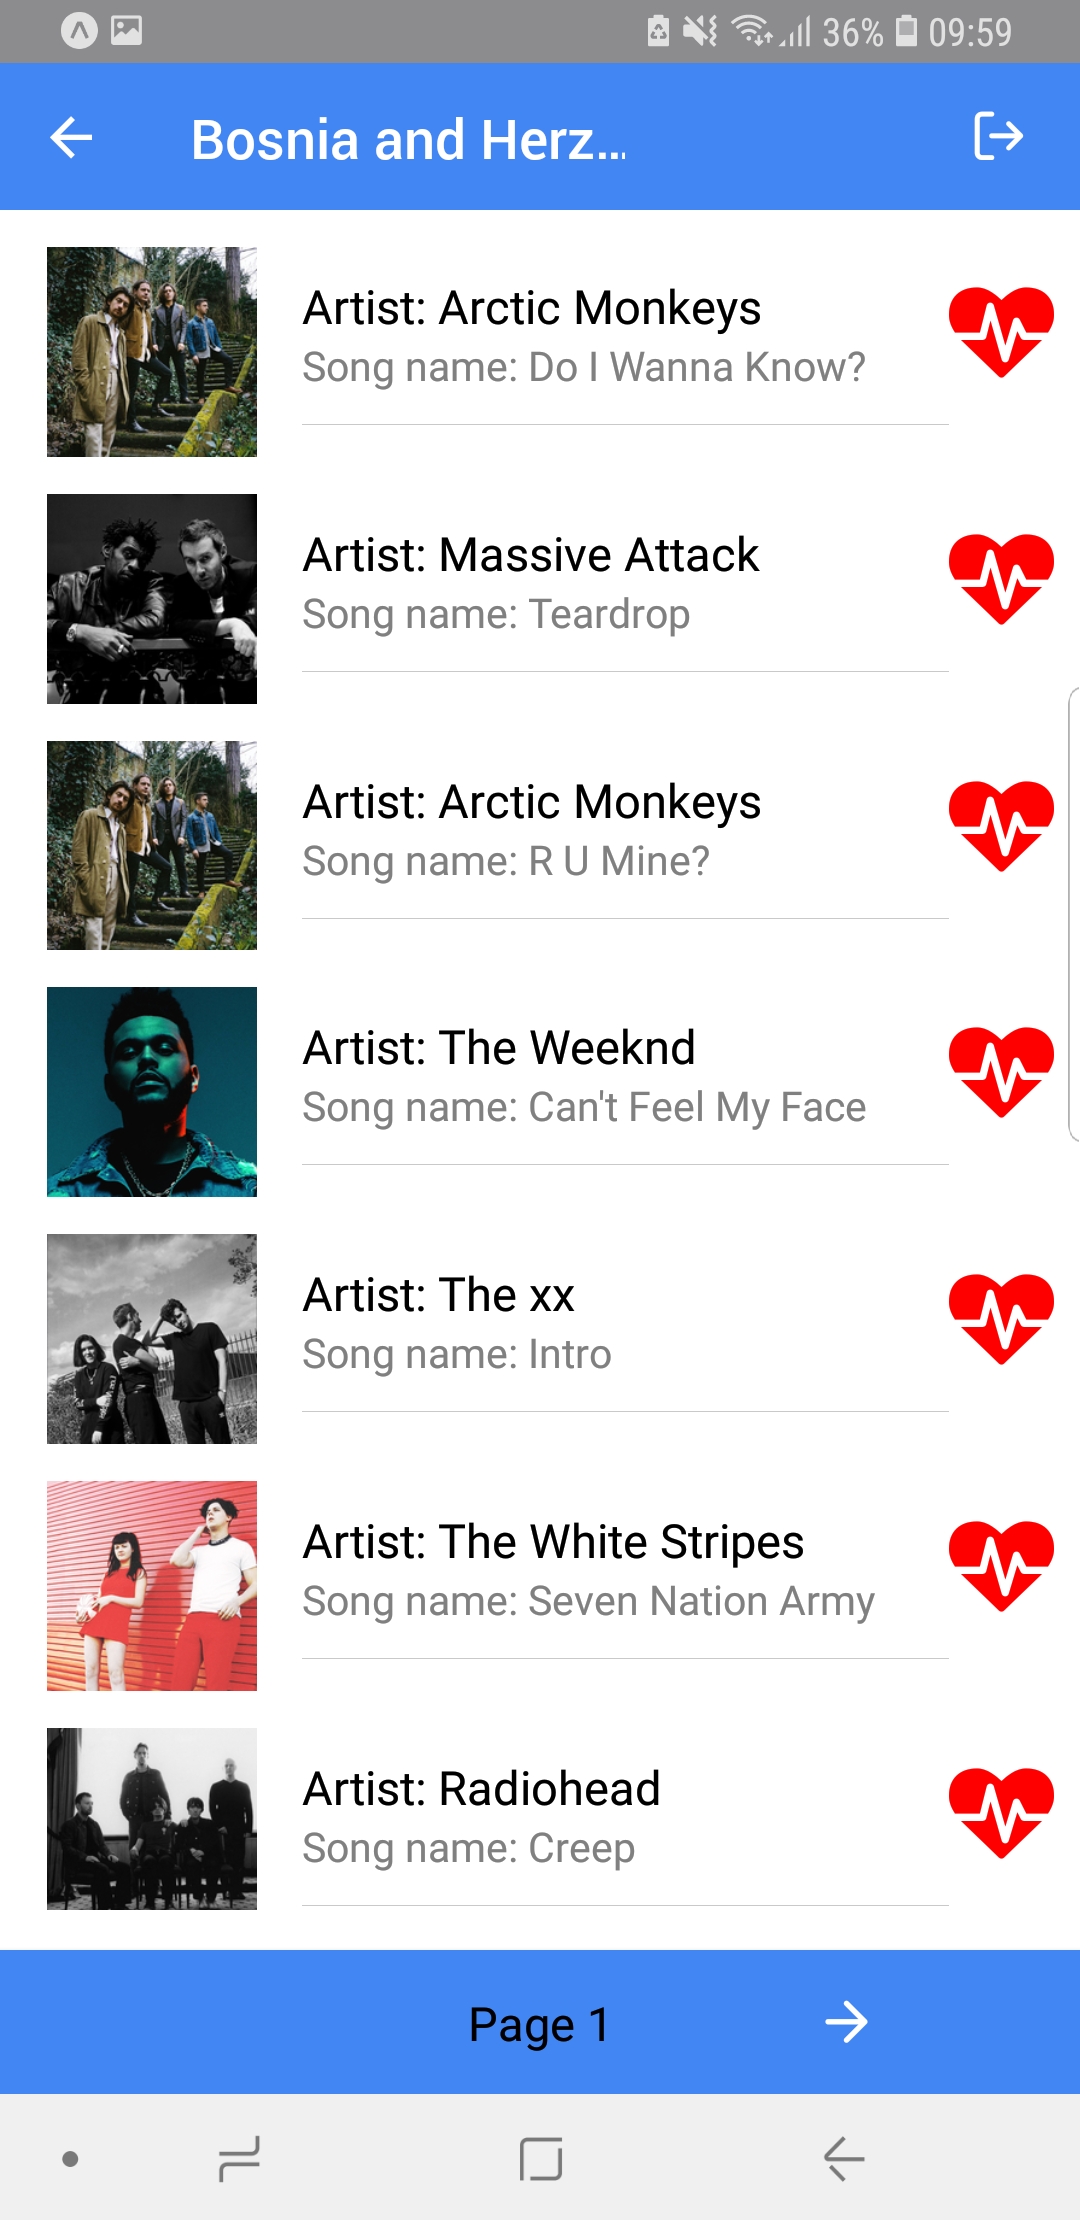 36% 09:59
Bosnia and Herz...
Artist: Arctic Monkeys
Song name: Do I Wanna Know?
Artist: Massive Attack
Song name: Teardrop
Artist: Arctic Monkeys
Song name: R U Mine?
Artist: The Weeknd
Song name: Can't Feel My Face
Artist: The xx
Song name: Intro
Artist: The White Stripes
Song name: Seven Nation Army
Artist: Radiohead
Song name: Creep
Page 1